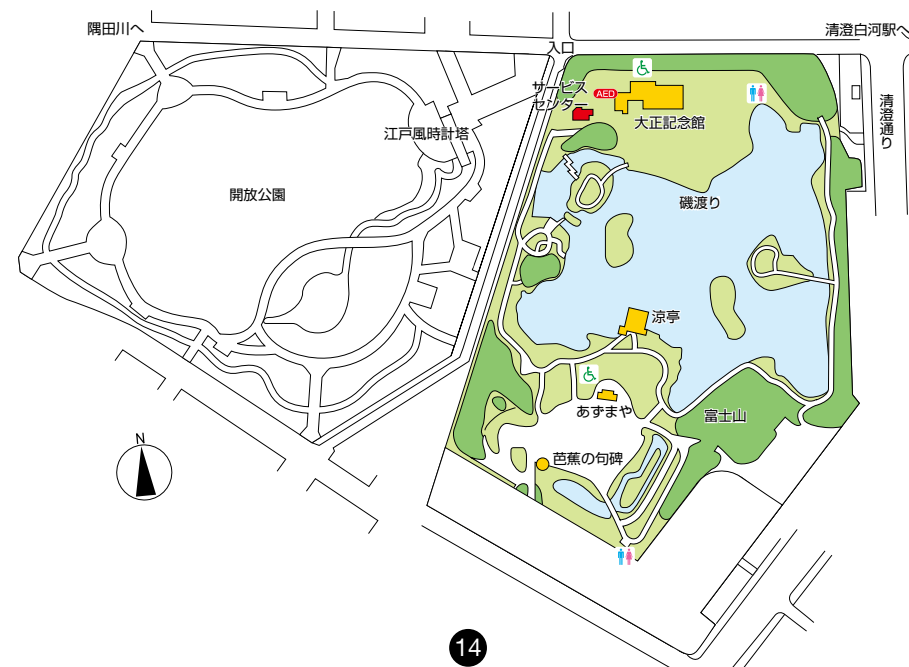 隅田川へ
清澄白河駅へ
入口
サービス
センター
AED
大正記念館
清澄通り
江戸風時計塔
開放公園
磯渡り
涼亭
あずまや
富士山
芭蕉の句碑
N
14